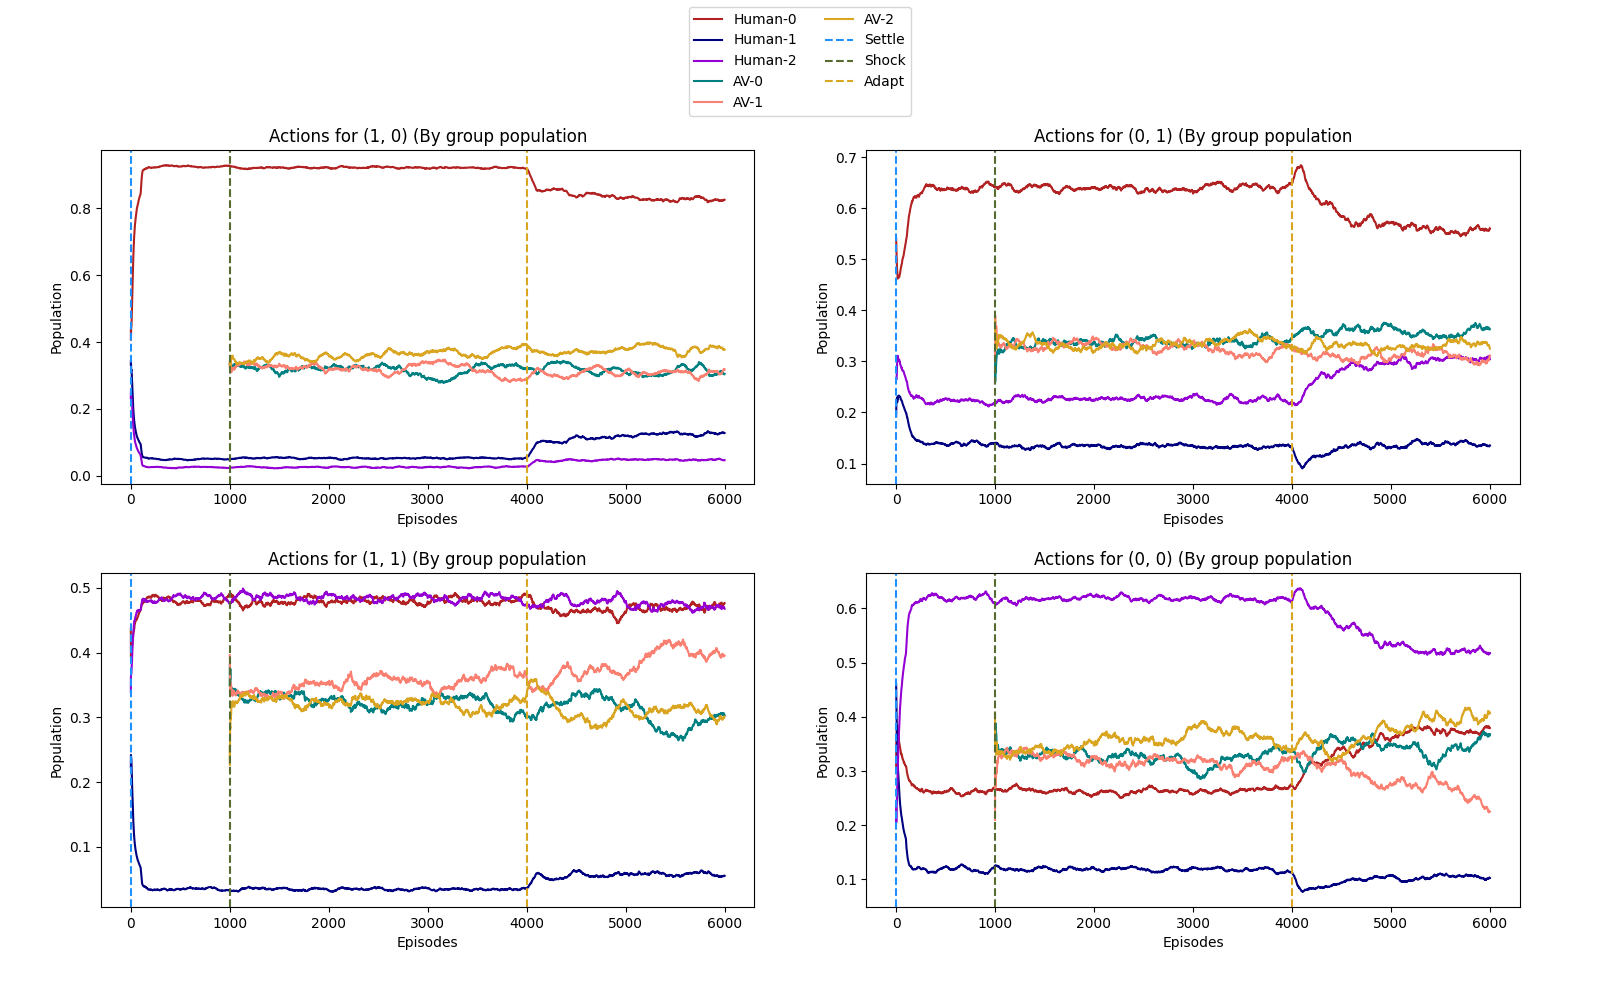 Human-0
Human-1
Human-2
AV-0
AV-1
AV-2
Settle
Shock
Adapt
Actions for (1, 0) (By group population
Population
0.8
0.6
0.4
0.2
0.0
0 1000 2000 3000 4000 5000 6000
Episodes
Actions for (0, 1) (By group population
Population
0.7
0.6
0.5
0.4
0.3
0.2
0.1
0 1000 2000 3000 4000 5000 6000
Episodes
Actions for (1, 1) (By group population
Population
0.5
0.4
0.3
0.2
0.1
0 1000 2000 3000 4000 5000 6000
Episodes
Actions for (0, 0) (By group population
Population
0.6
0.5
0.4
0.3
0.2
0.1
0 1000 2000 3000 4000 5000 6000
Episodes